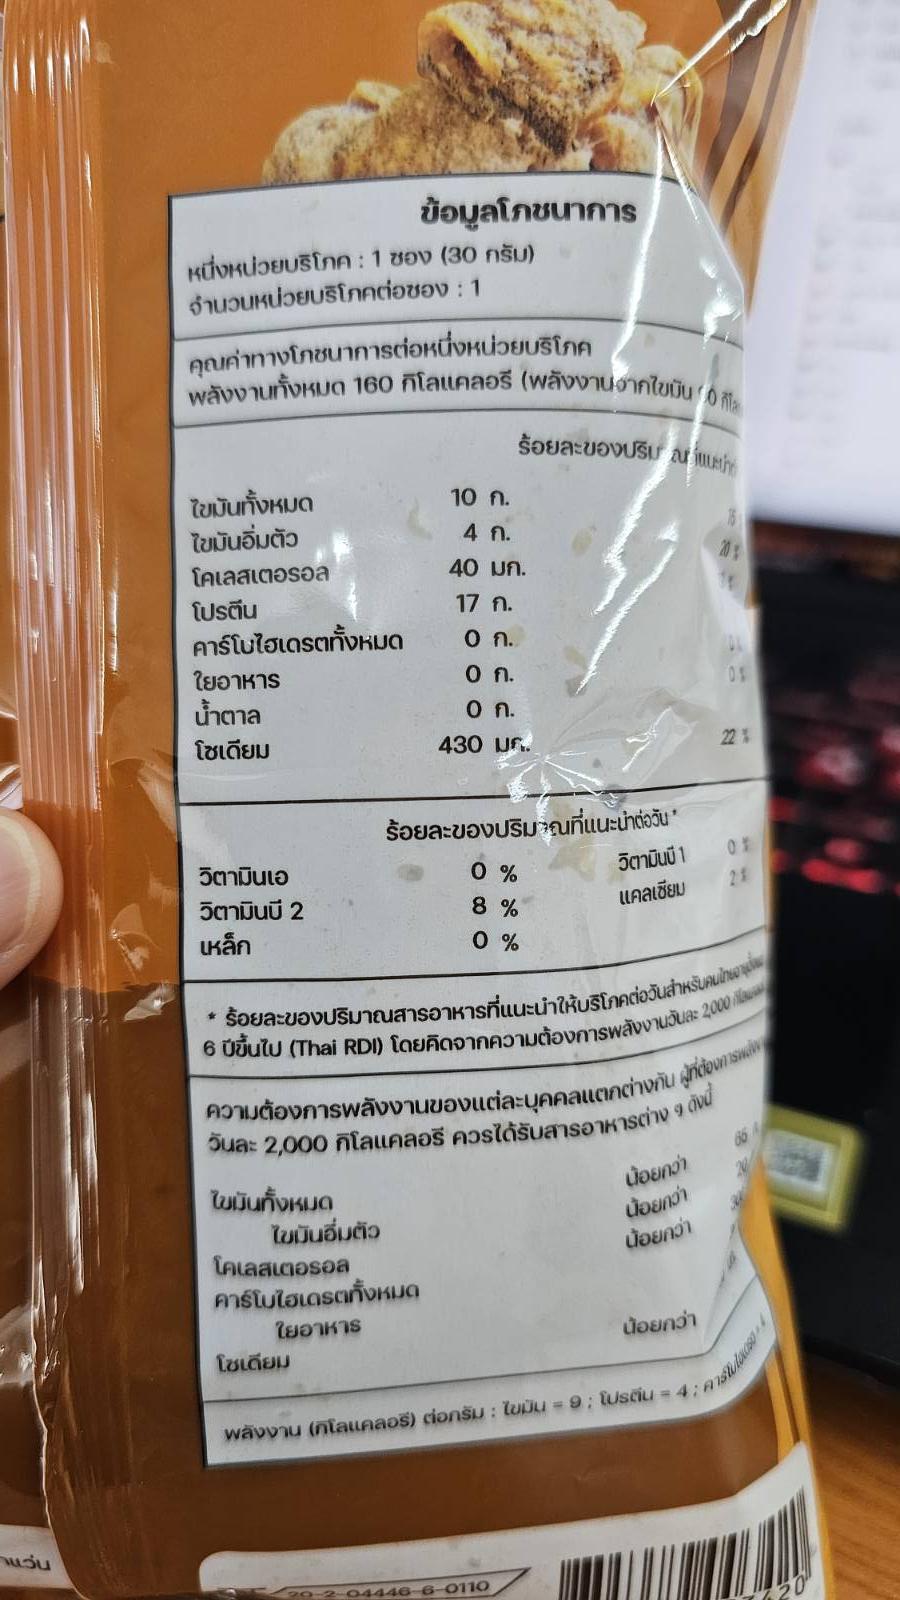 ข้อมูลโภชนาการ
หนึ่งหน่วยบริโภค : 1 ซอง (30 กรัม)
จำนวนหน่วยบริโภคต่อซอง : 1
คุณค่าทางโภชนาการต่อหนึ่งหน่วยบริโภค
พลังงานทั้งหมด 160 กิโลแคลอรี (พลังงานจากไขมัน
ร้อยละของปริมาณที่แนะนำ
ไขมันทั้งหมด 10 ก.
ไขมันอิ่มตัว 4 ก. 20 %
โคเลสเตอรอล 40 มก.
โปรตีน 17 ก.
คาร์โบไฮเดรตทั้งหมด 0 ก. 0 %
ใยอาหาร 0 ก. 0 %
น้ำตาล 0 ก.
โซเดียม 430 มก. 22 %
ร้อยละของปริมาณที่แนะนำต่อวัน *
วิตามินเอ 0 % วิตามินบี 1 0 %
วิตามินบี 2 8 % แคลเซียม 2 %
เหล็ก 0 %
* ร้อยละของปริมาณสารอาหารที่แนะนำให้บริโภคต่อวันสำหรับคนไทยอายุตั้งแต่
6 ปีขึ้นไป (Thai RDI) โดยคิดจากความต้องการพลังงานวันละ 2,000 กิโลแคลอรี
ความต้องการพลังงานของแต่ละบุคคลแตกต่างกัน ผู้ที่ต้องการพลังงาน
วันละ 2,000 กิโลแคลอรี ควรได้รับสารอาหารต่าง ๆ ดังนี้
ไขมันทั้งหมด น้อยกว่า 65
ไขมันอิ่มตัว น้อยกว่า 20
โคเลสเตอรอล น้อยกว่า
คาร์โบไฮเดรตทั้งหมด
ใยอาหาร
โซเดียม น้อยกว่า
พลังงาน (กิโลแคลอรี) ต่อกรัม : ไขมัน = 9 ; โปรตีน = 4 ; คาร์โบไฮเดรต = 4
20-2-04446-6-0110